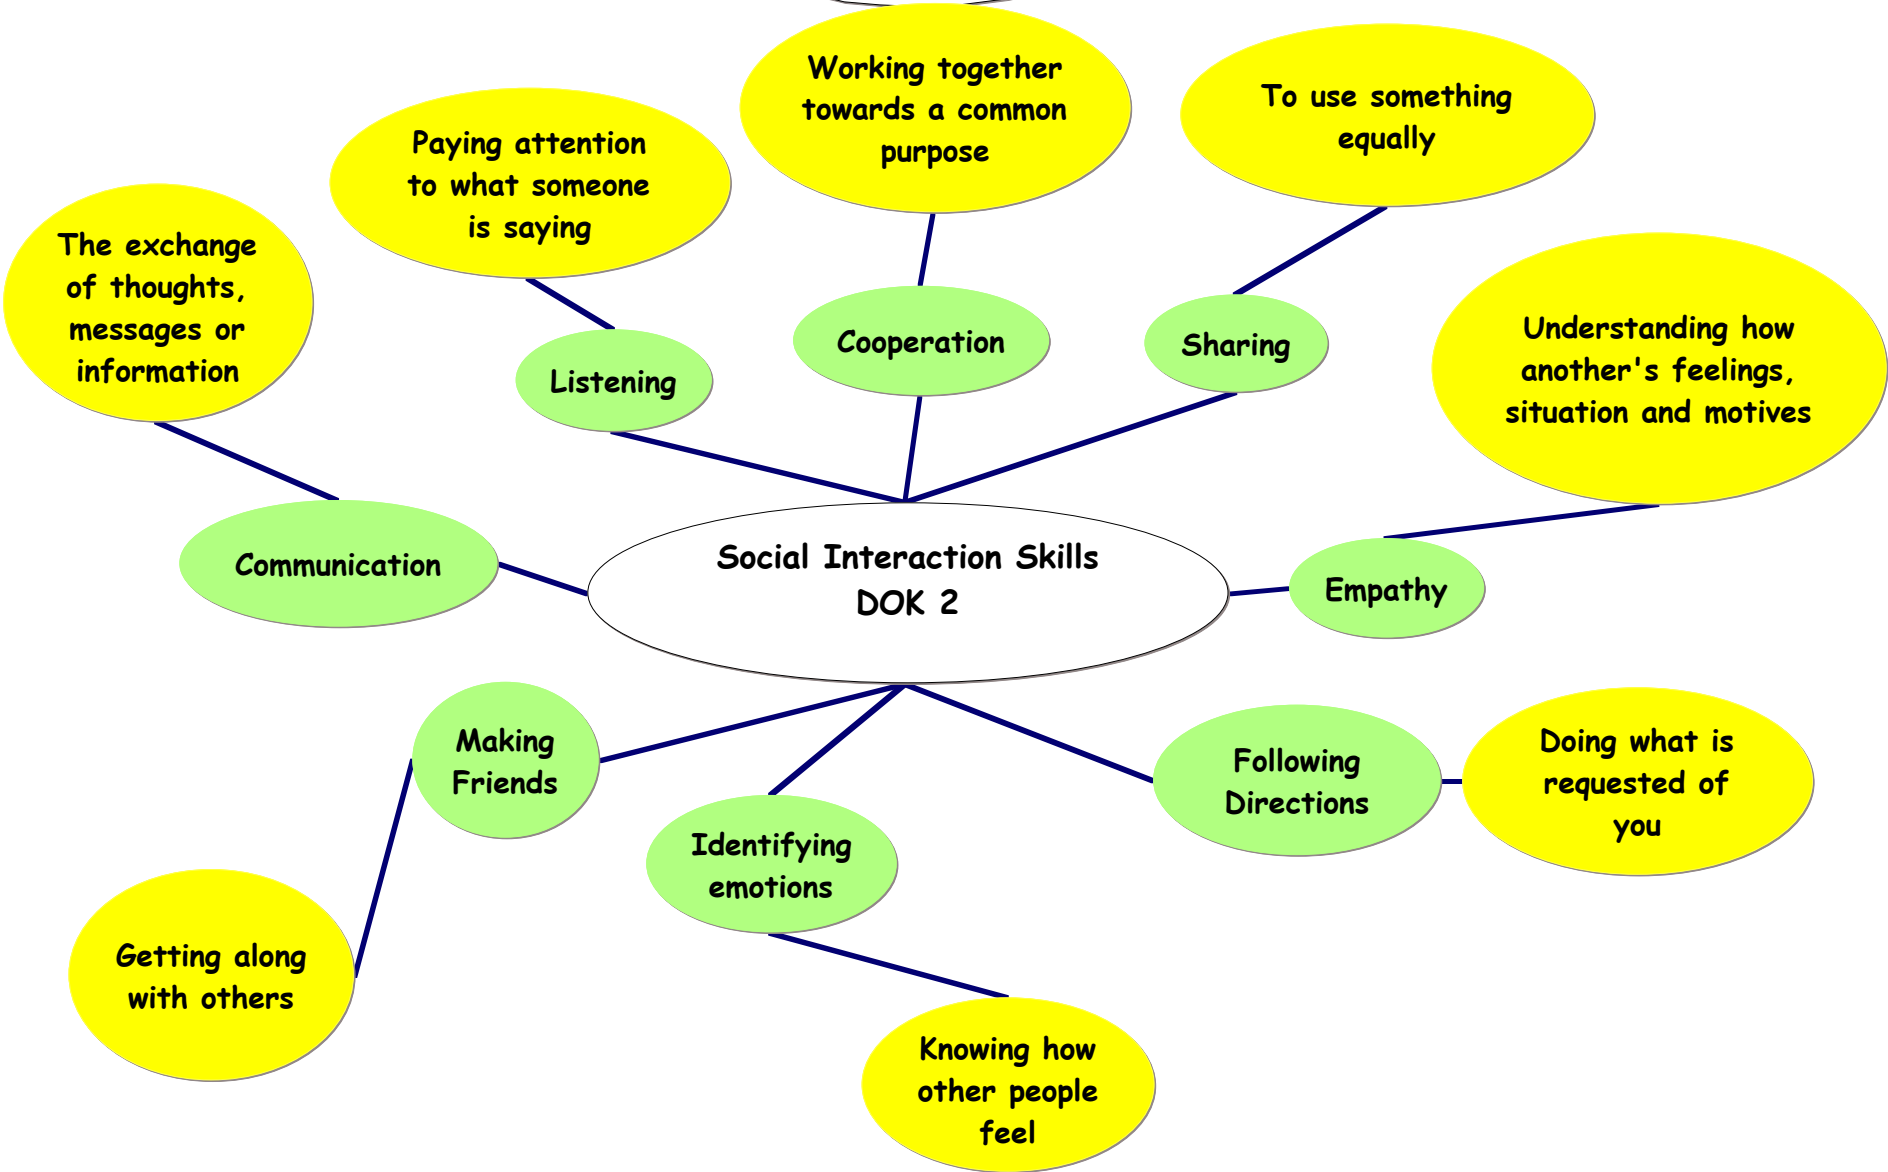 Working together
towards a common
purpose
To use something
equally
Paying attention
to what someone
is saying
The exchange
of thoughts,
messages or
information
Understanding how
another's feelings,
situation and motives
Cooperation
Sharing
Listening
Communication
Social Interaction Skills
DOK 2
Empathy
Making
Friends
Following
Directions
Doing what is
requested of
you
Identifying
emotions
Getting along
with others
Knowing how
other people
feel